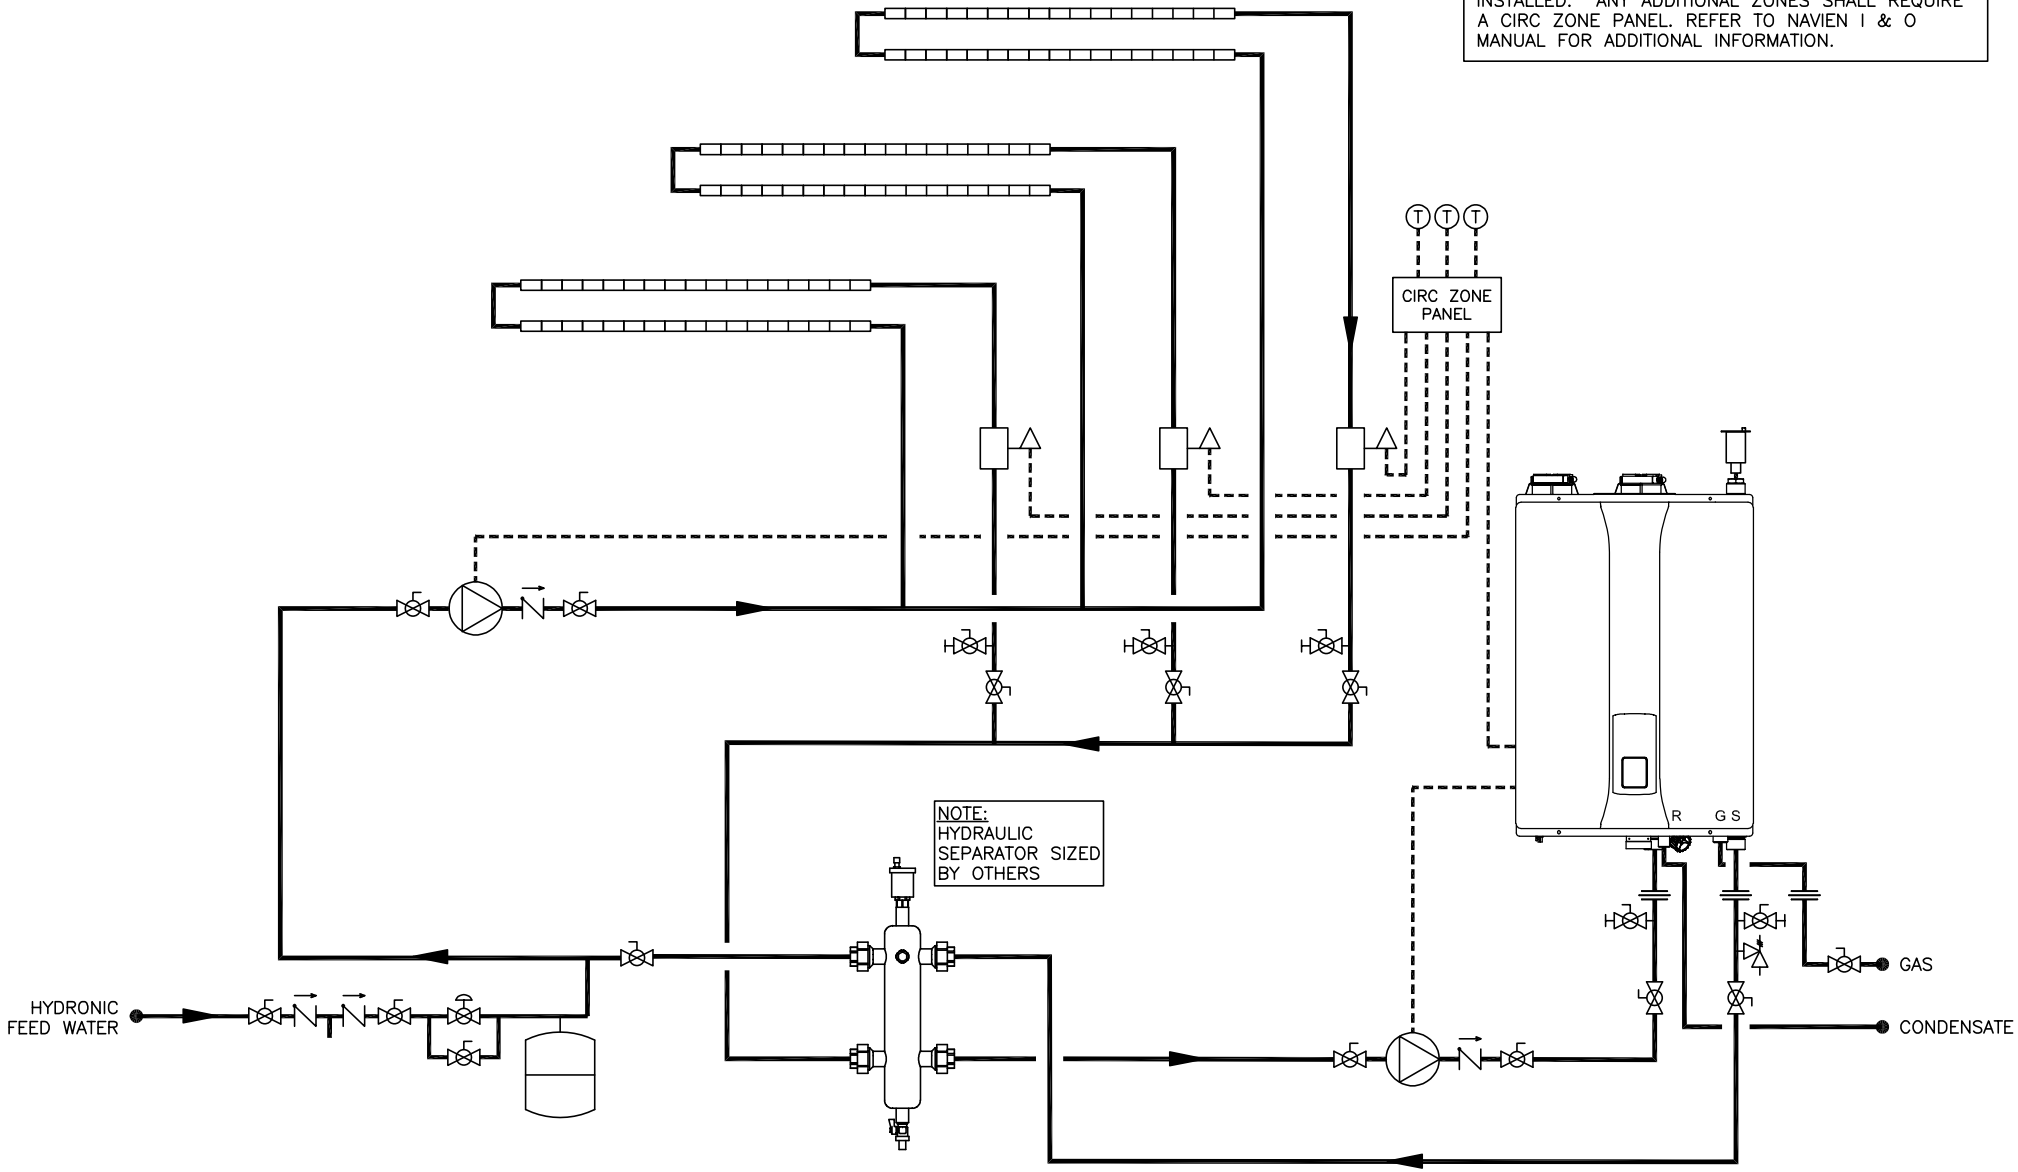 INSTALLED. ANY ADDITIONAL ZONES SHALL REQUIRE
A CIRC ZONE PANEL. REFER TO NAVIEN I & O
MANUAL FOR ADDITIONAL INFORMATION.
T T T
CIRC ZONE
PANEL
R G S
NOTE:
HYDRAULIC
SEPARATOR SIZED
BY OTHERS
GAS
HYDRONIC
FEED WATER
CONDENSATE